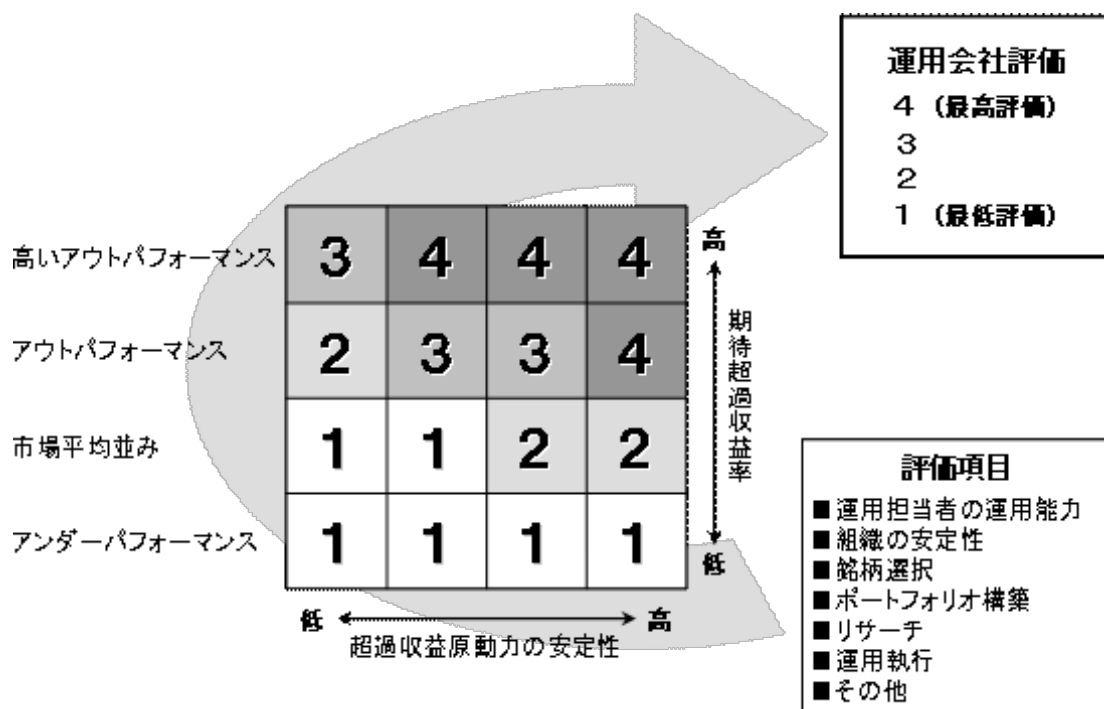 運用会社評価
4 (最高評価)
3
2
1 (最低評価)
高いアウトパフォーマンス 3 4 4 4
アウトパフォーマンス 2 3 3 4
市場平均並み 1 1 2 2
アンダーパフォーマンス 1 1 1 1
高
期待超過収益率
低
低 高
超過収益原動力の安定性
評価項目
■運用担当者の運用能力
■組織の安定性
■銘柄選択
■ポートフォリオ構築
■リサーチ
■運用執行
■その他